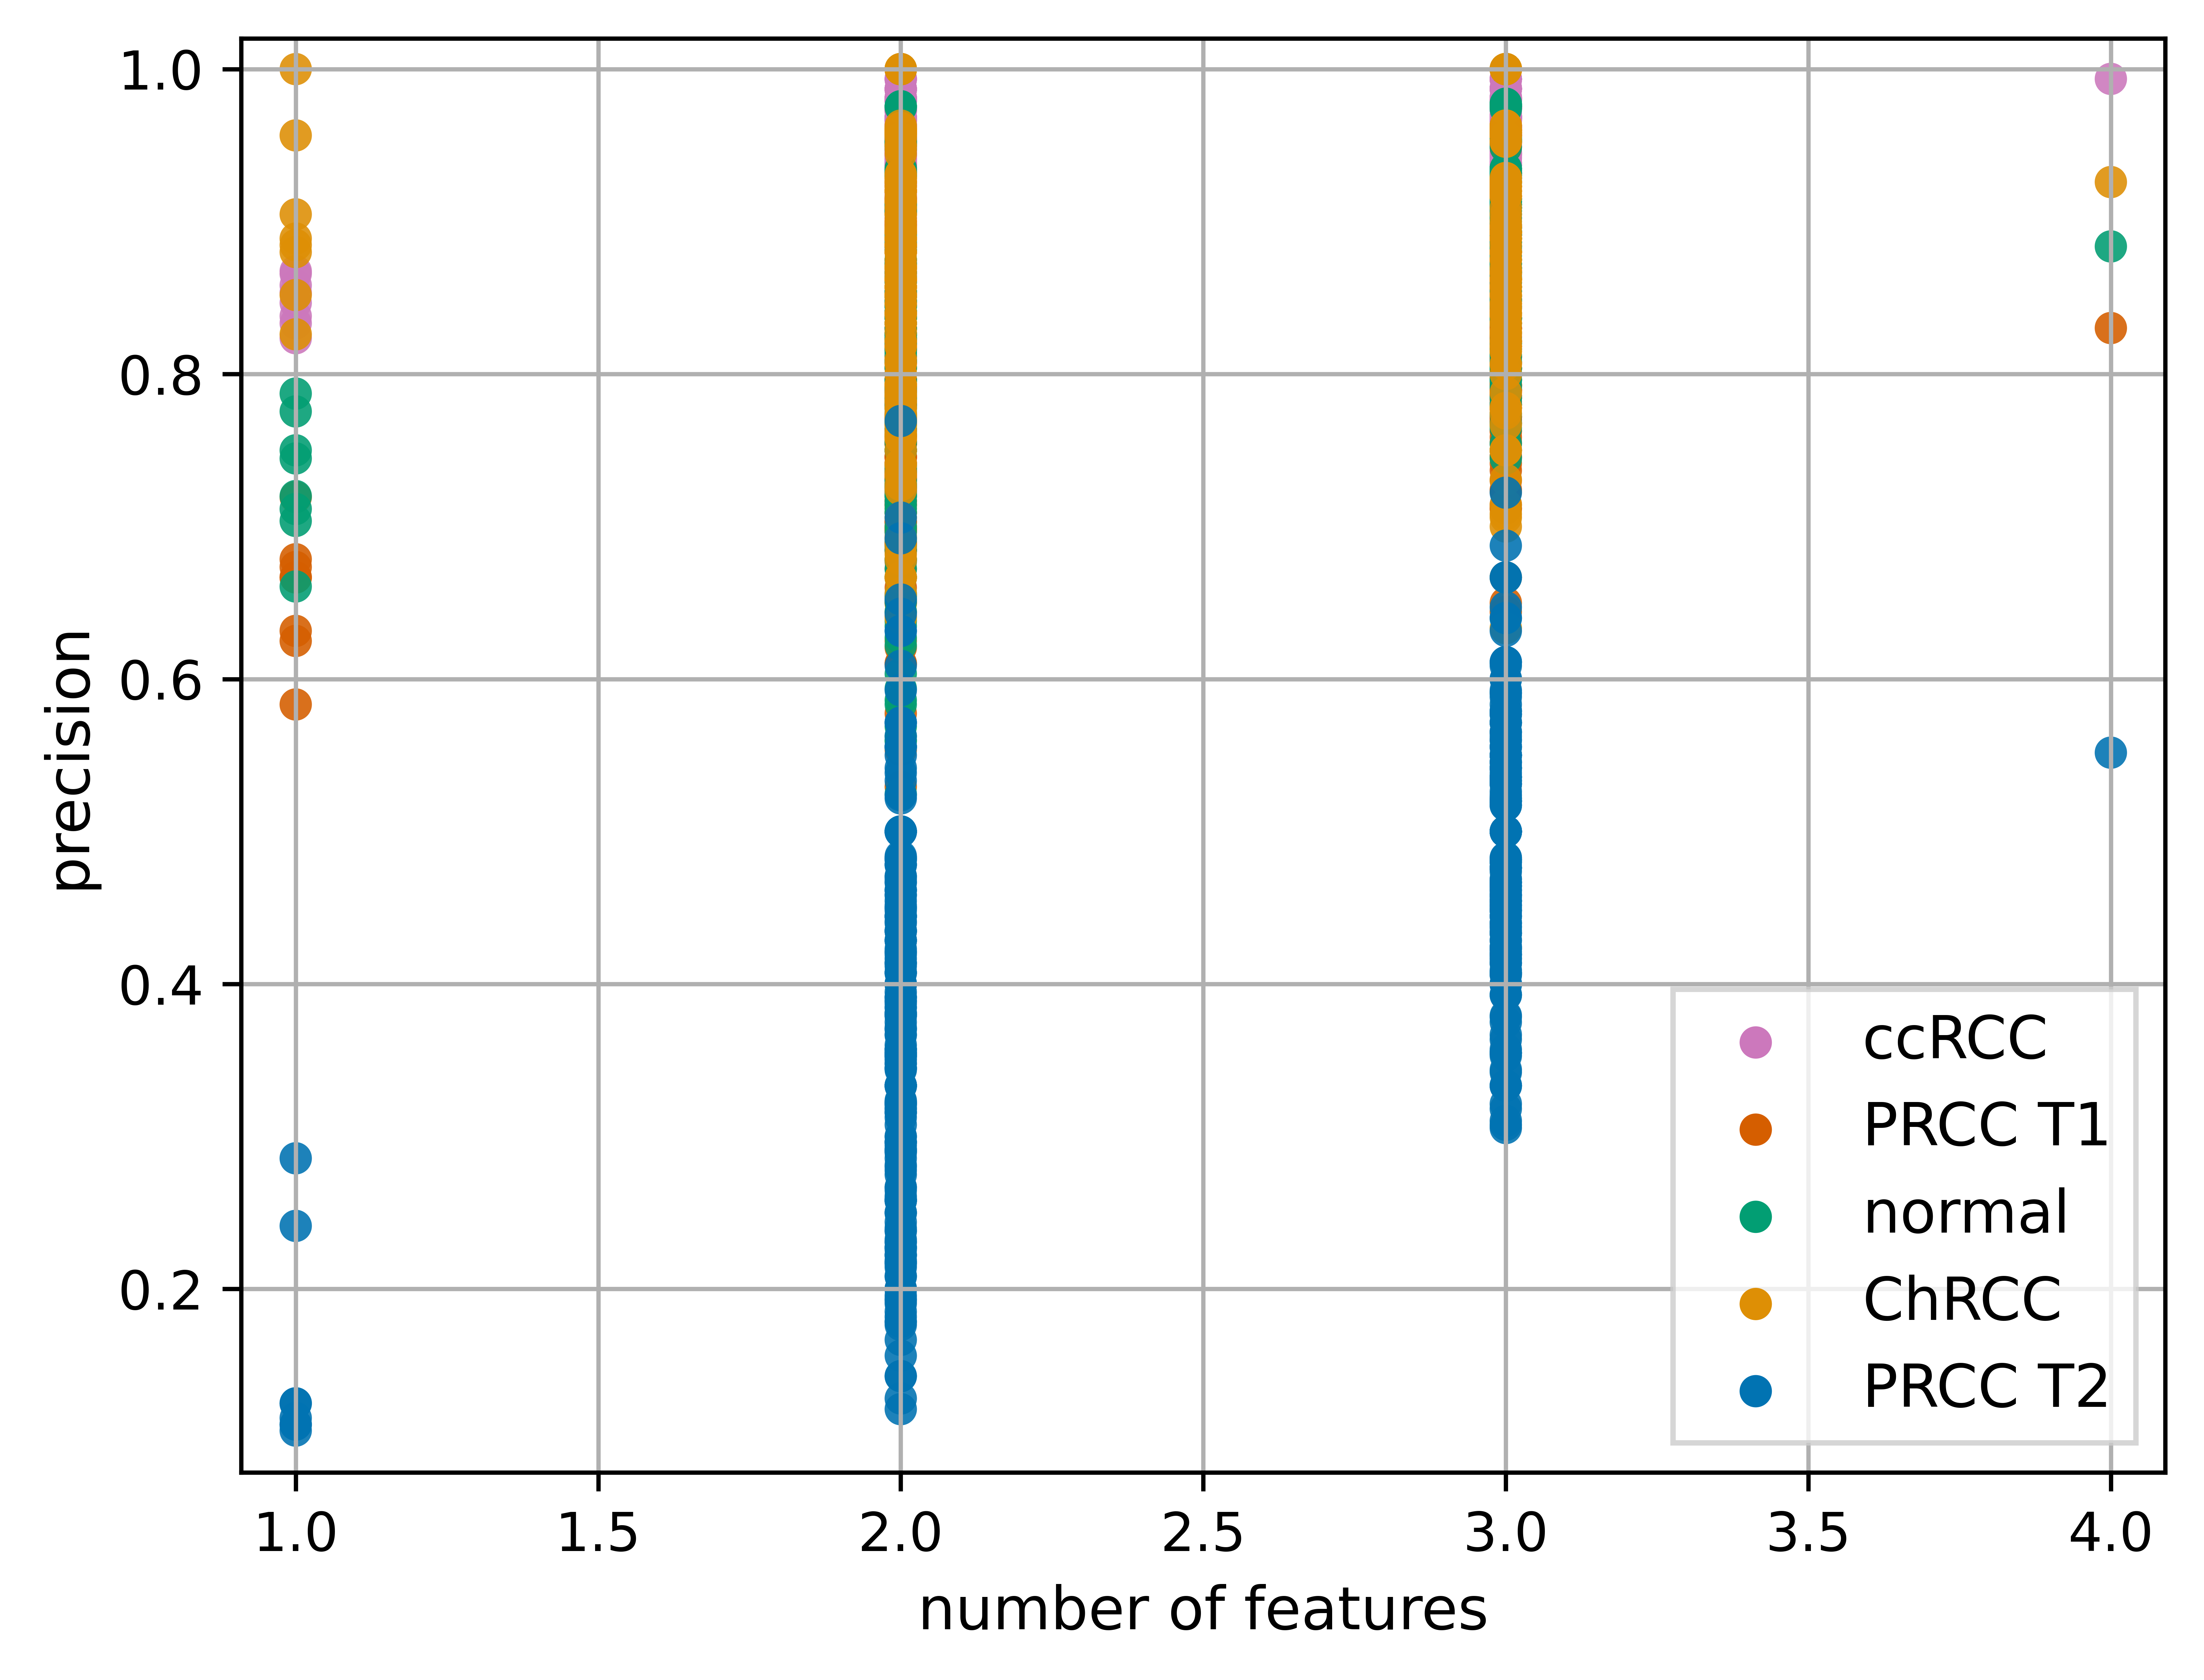 1.0
0.8
0.6
0.4
0.2
precision
ccRCC
PRCC T1
normal
ChRCC
PRCC T2
1.0 1.5 2.0 2.5 3.0 3.5 4.0
number of features